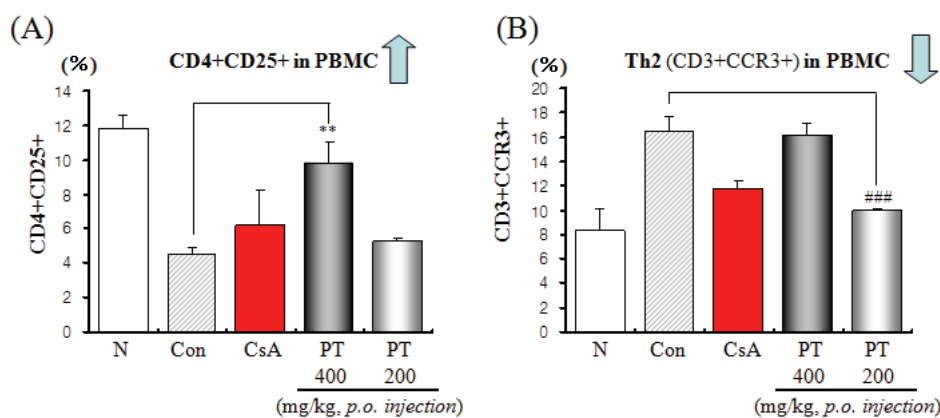 (A)
CD4+CD25+ in PBMC
(%)
14
12
10
8
6
4
2
0
CD4+CD25+
**
N Con CsA PT PT
400 200
(mg/kg, p.o. injection)
(B)
Th2 (CD3+CCR3+) in PBMC
(%)
20
18
16
14
12
10
8
6
4
2
0
CD3+CCR3+
###
N Con CsA PT PT
400 200
(mg/kg, p.o. injection)